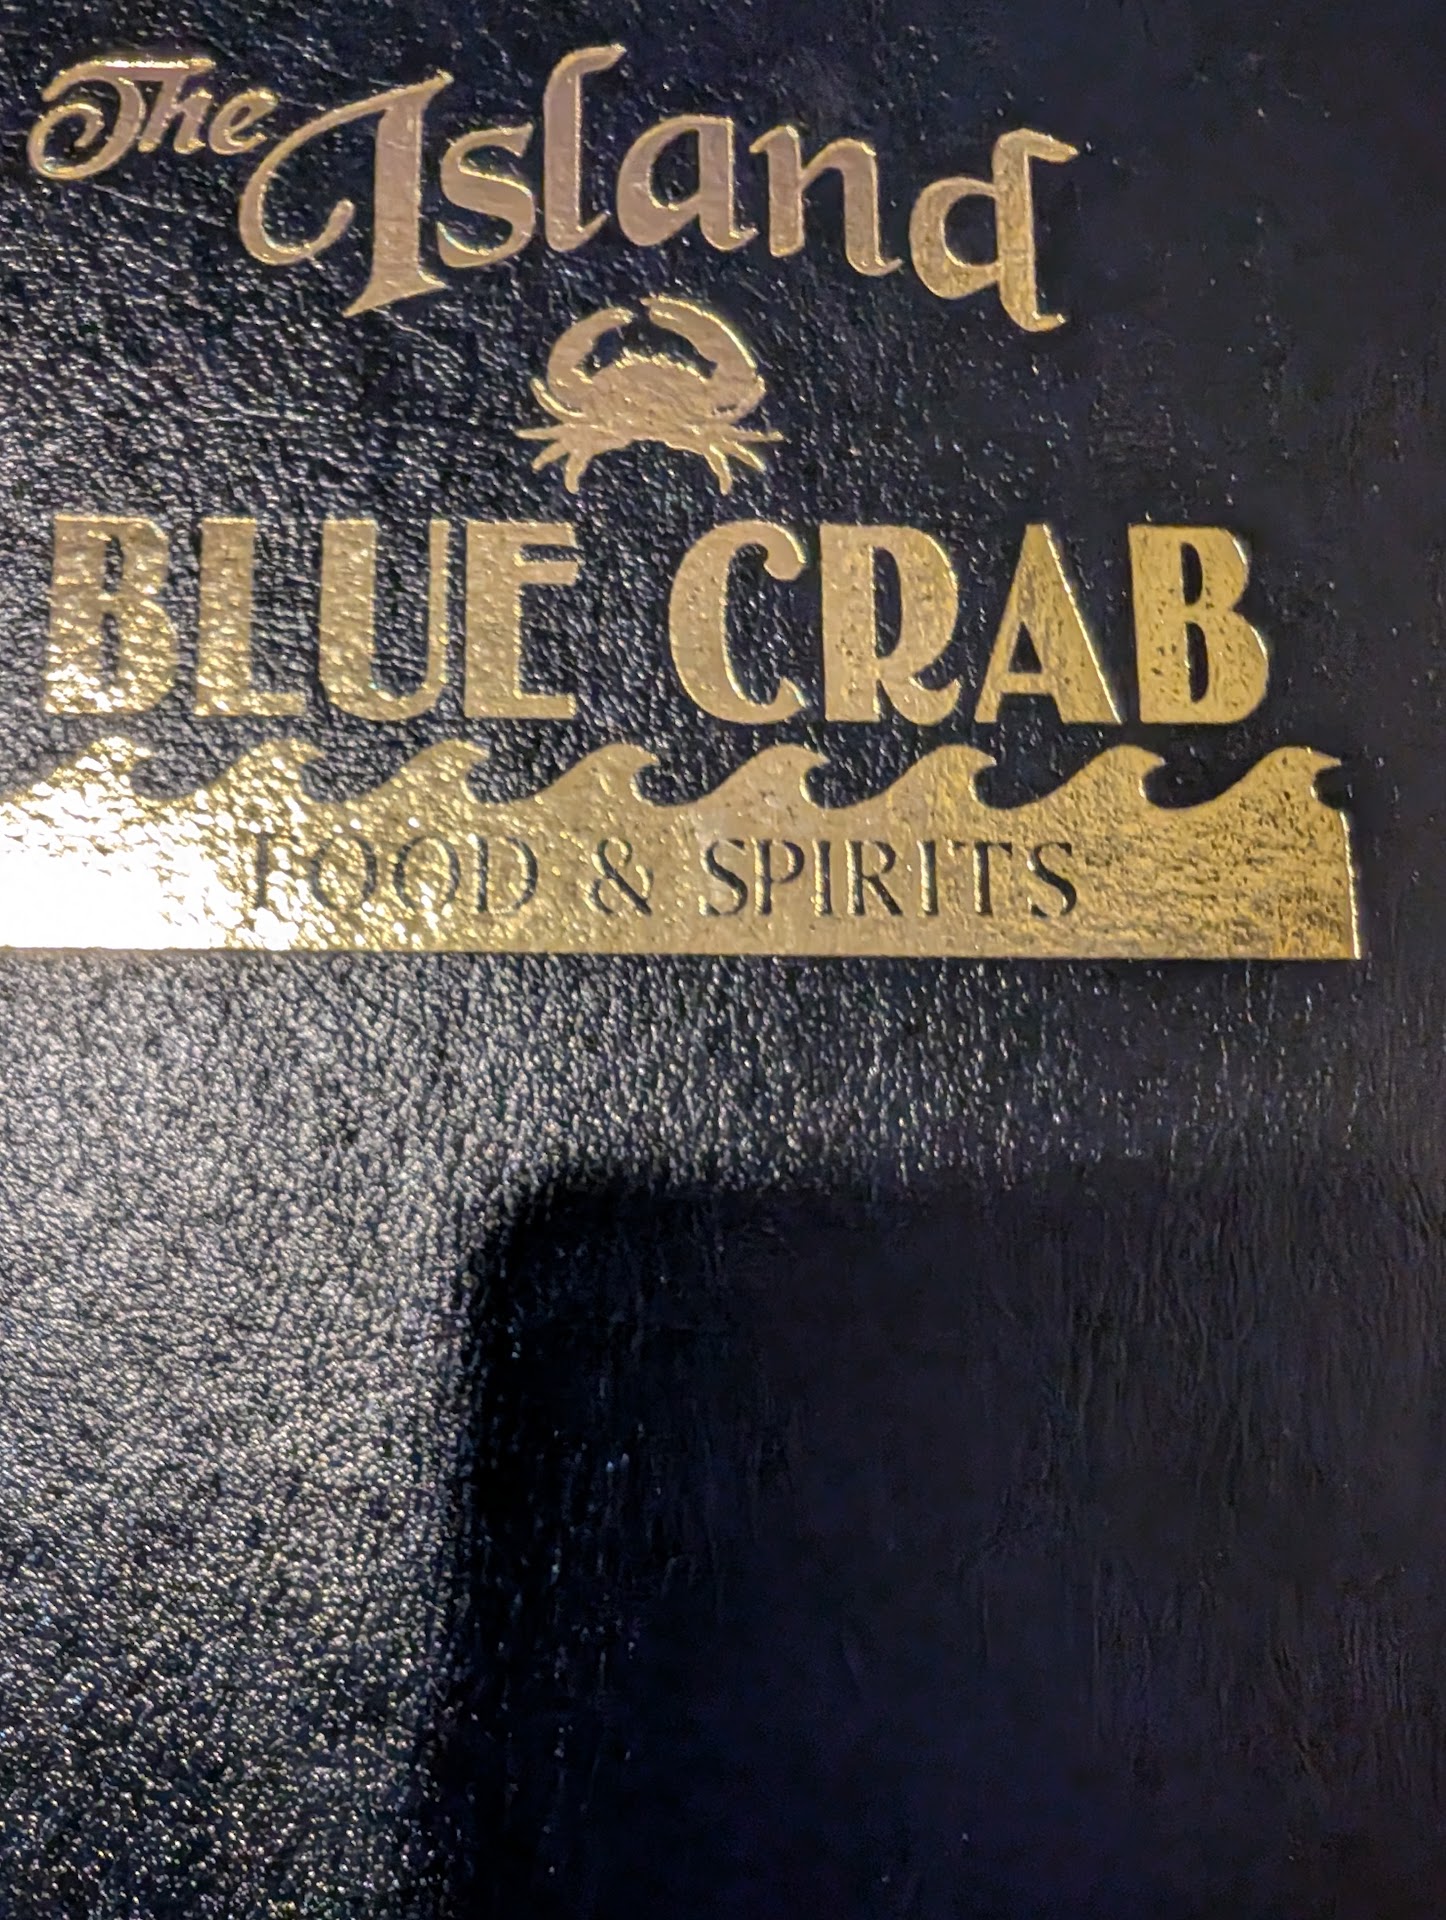 The Island
BLUE CRAB
FOOD & SPIRITS